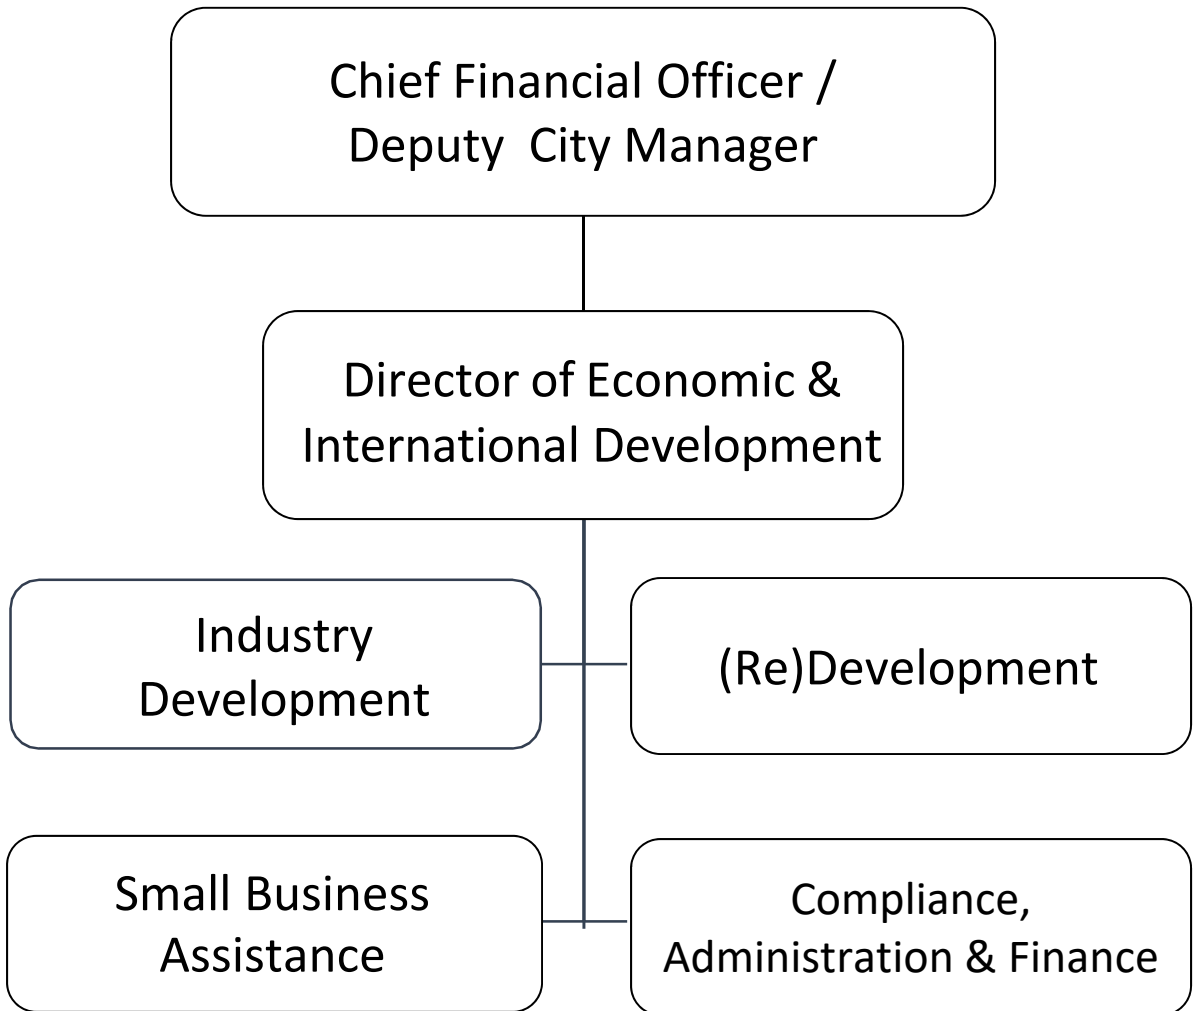 Chief Financial Officer /
Deputy City Manager
Director of Economic &
International Development
Industry
Development
(Re)Development
Small Business
Assistance
Compliance,
Administration & Finance